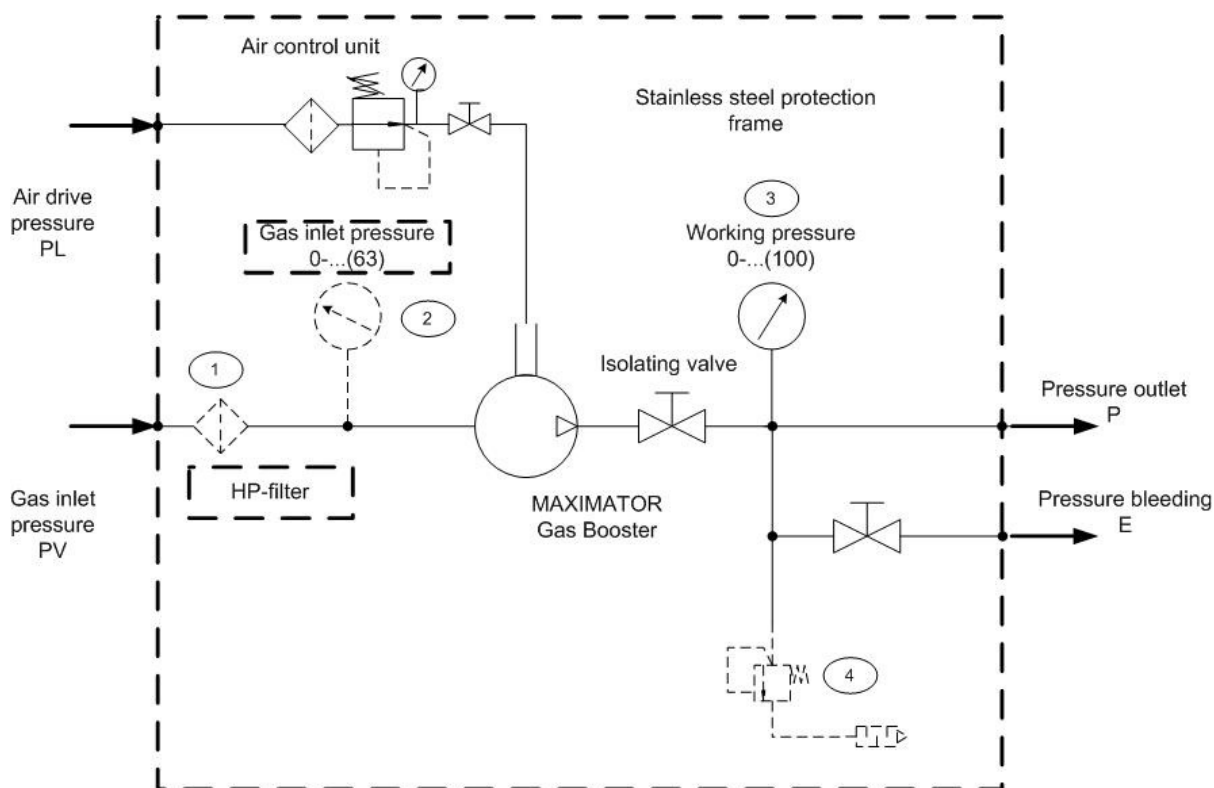 Air control unit
Stainless steel protection
frame
Air drive
pressure
PL
3
Gas inlet pressure
0-...(63)
Working pressure
0-...(100)
2
1
Isolating valve
Pressure outlet
P
HP-filter
Gas inlet
pressure
PV
MAXIMATOR
Gas Booster
Pressure bleeding
E
4